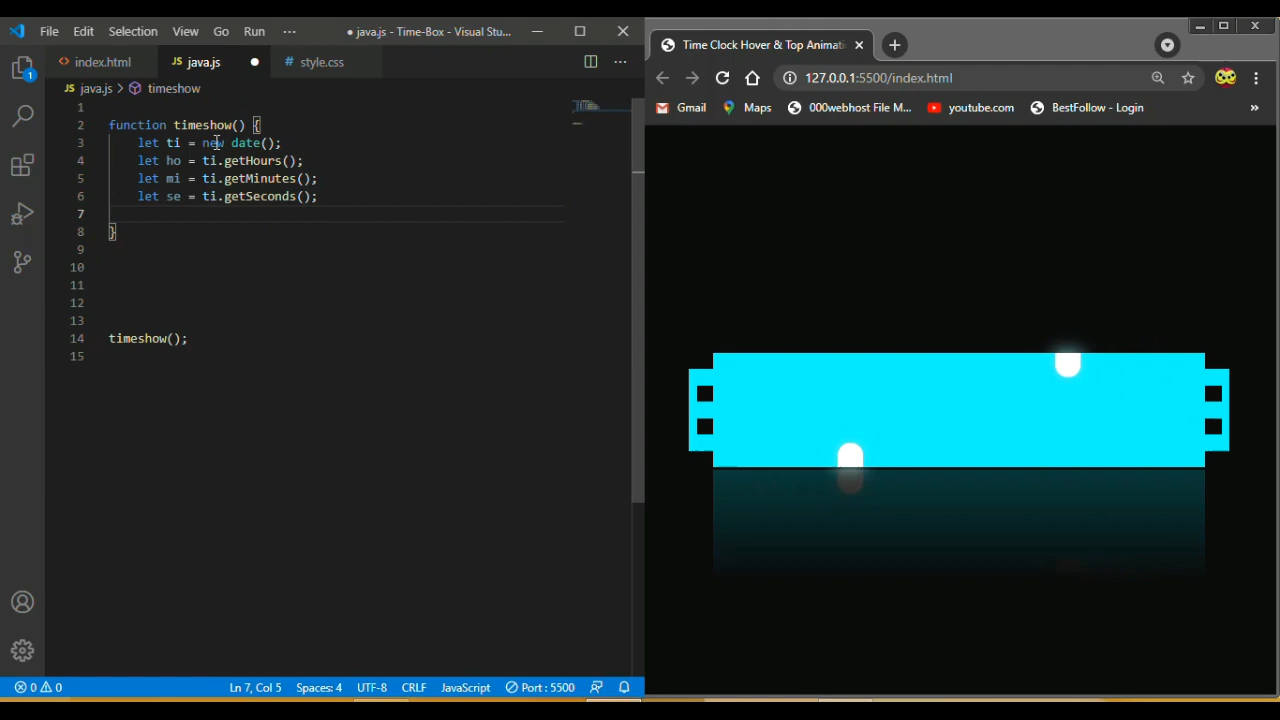 File Edit Selection View Go Run ··· ● java.js - Time-Box - Visual Stu...
index.html java.js ● style.css ···
java.js > timeshow
1
2 function timeshow() {
3 let ti = new date();
4 let ho = ti.getHours();
5 let mi = ti.getMinutes();
6 let se = ti.getSeconds();
7
8 }
9
10
11
12
13
14 timeshow();
15
1
0 0 Ln 7, Col 5 Spaces: 4 UTF-8 CRLF JavaScript Port : 5500
Time Clock Hover & Top Animati
127.0.0.1:5500/index.html
Gmail Maps 000webhost File M... youtube.com BestFollow - Login »